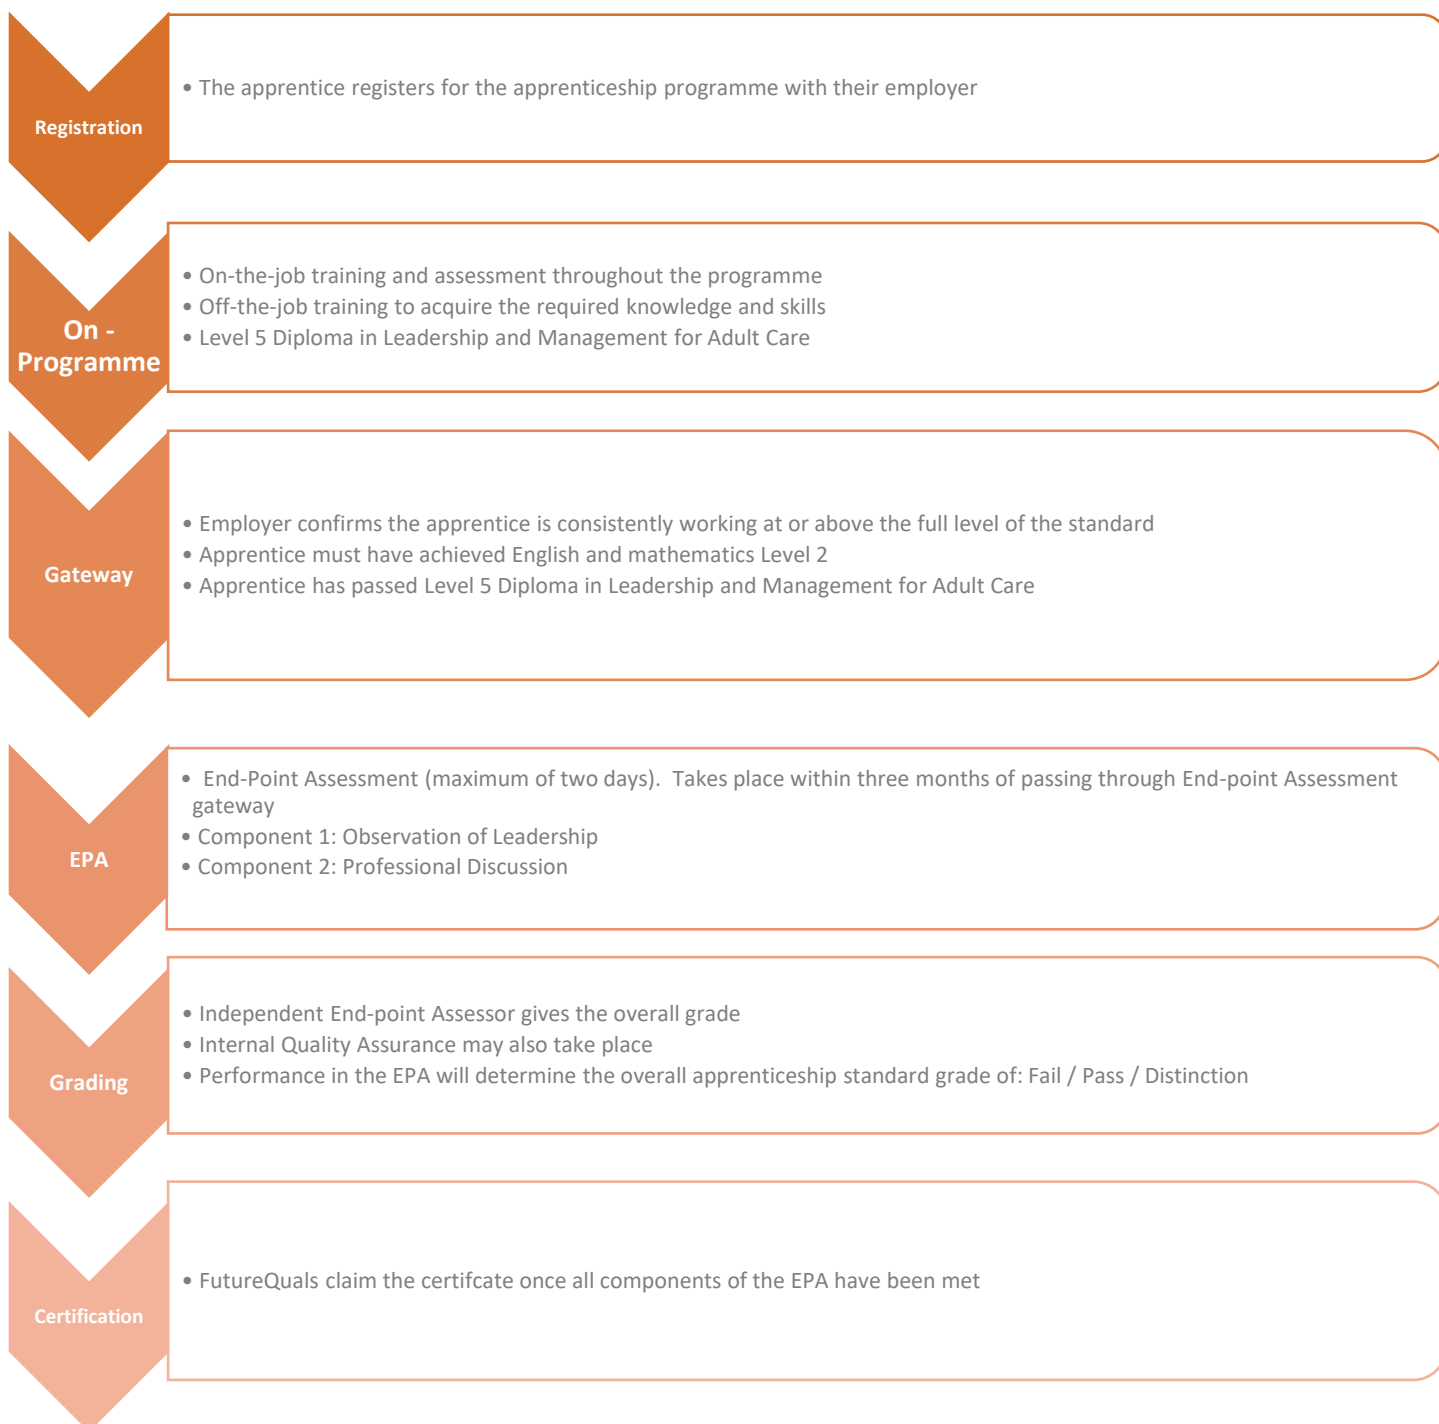 Registration
• The apprentice registers for the apprenticeship programme with their employer
On -
Programme
• On-the-job training and assessment throughout the programme
• Off-the-job training to acquire the required knowledge and skills
• Level 5 Diploma in Leadership and Management for Adult Care
Gateway
• Employer confirms the apprentice is consistently working at or above the full level of the standard
• Apprentice must have achieved English and mathematics Level 2
• Apprentice has passed Level 5 Diploma in Leadership and Management for Adult Care
EPA
• End-Point Assessment (maximum of two days).  Takes place within three months of passing through End-point Assessment
gateway
• Component 1: Observation of Leadership
• Component 2: Professional Discussion
Grading
• Independent End-point Assessor gives the overall grade
• Internal Quality Assurance may also take place
• Performance in the EPA will determine the overall apprenticeship standard grade of: Fail / Pass / Distinction
Certification
• FutureQuals claim the certifcate once all components of the EPA have been met